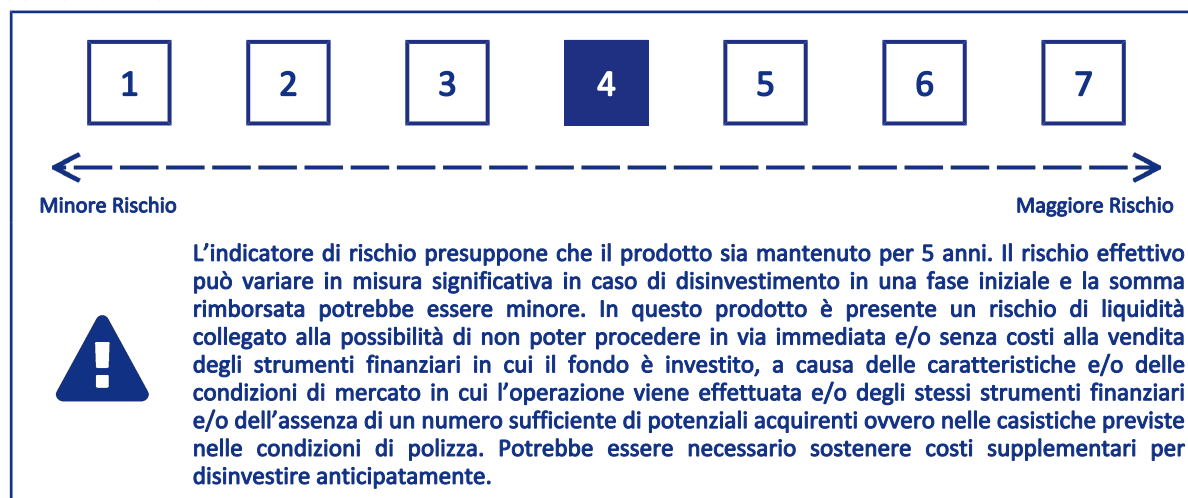 1 2 3 4 5 6 7
Minore Rischio Maggiore Rischio
L’indicatore di rischio presuppone che il prodotto sia mantenuto per 5 anni. Il rischio effettivo
può variare in misura significativa in caso di disinvestimento in una fase iniziale e la somma
rimborsata potrebbe essere minore. In questo prodotto è presente un rischio di liquidità
collegato alla possibilità di non poter procedere in via immediata e/o senza costi alla vendita
degli strumenti finanziari in cui il fondo è investito, a causa delle caratteristiche e/o delle
condizioni di mercato in cui l’operazione viene effettuata e/o degli stessi strumenti finanziari
e/o dell’assenza di un numero sufficiente di potenziali acquirenti ovvero nelle casistiche previste
nelle condizioni di polizza. Potrebbe essere necessario sostenere costi supplementari per
disinvestire anticipatamente.